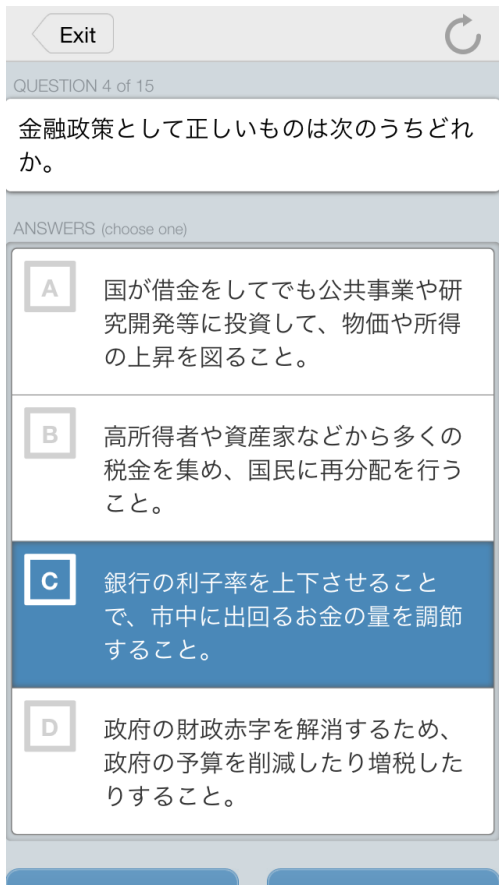 Exit
QUESTION 4 of 15
金融政策として正しいものは次のうちどれ
か。
ANSWERS (choose one)
A
国が借金をしてでも公共事業や研
究開発等に投資して、物価や所得
の上昇を図ること。
B
高所得者や資産家などから多くの
税金を集め、国民に再分配を行う
こと。
C
銀行の利子率を上下させること
で、市中に出回るお金の量を調節
すること。
D
政府の財政赤字を解消するため、
政府の予算を削減したり増税した
りすること。